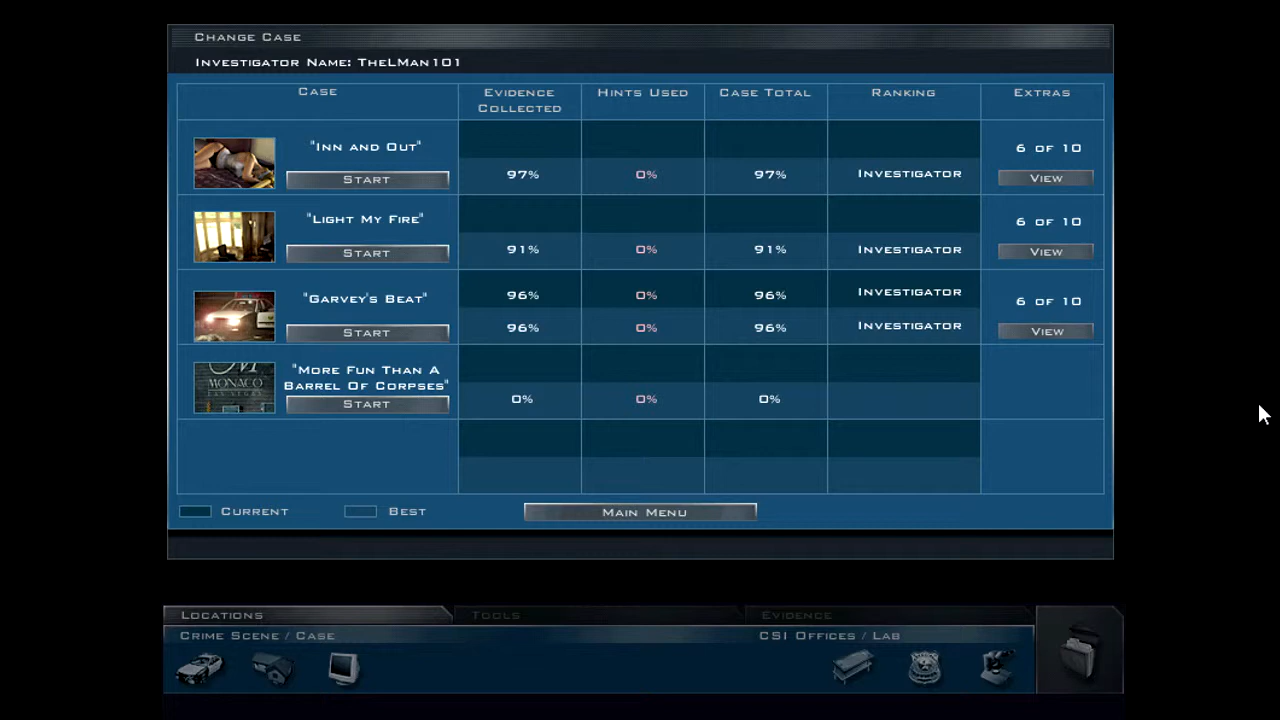 Change Case
Investigator Name: TheLMan101
Case
Evidence Collected
Hints Used
Case Total
Ranking
Extras
"Inn and Out"
Start
97%
0%
97%
Investigator
6 of 10
View
"Light My Fire"
Start
91%
0%
91%
Investigator
6 of 10
View
"Garvey's Beat"
Start
96%
0%
96%
Investigator
96%
0%
96%
Investigator
6 of 10
View
MONACO
LAS VEGAS
"More Fun Than A
Barrel Of Corpses"
Start
0%
0%
0%
Current
Best
Main Menu
Locations
Tools
Evidence
Crime Scene / Case
CSI Offices / Lab